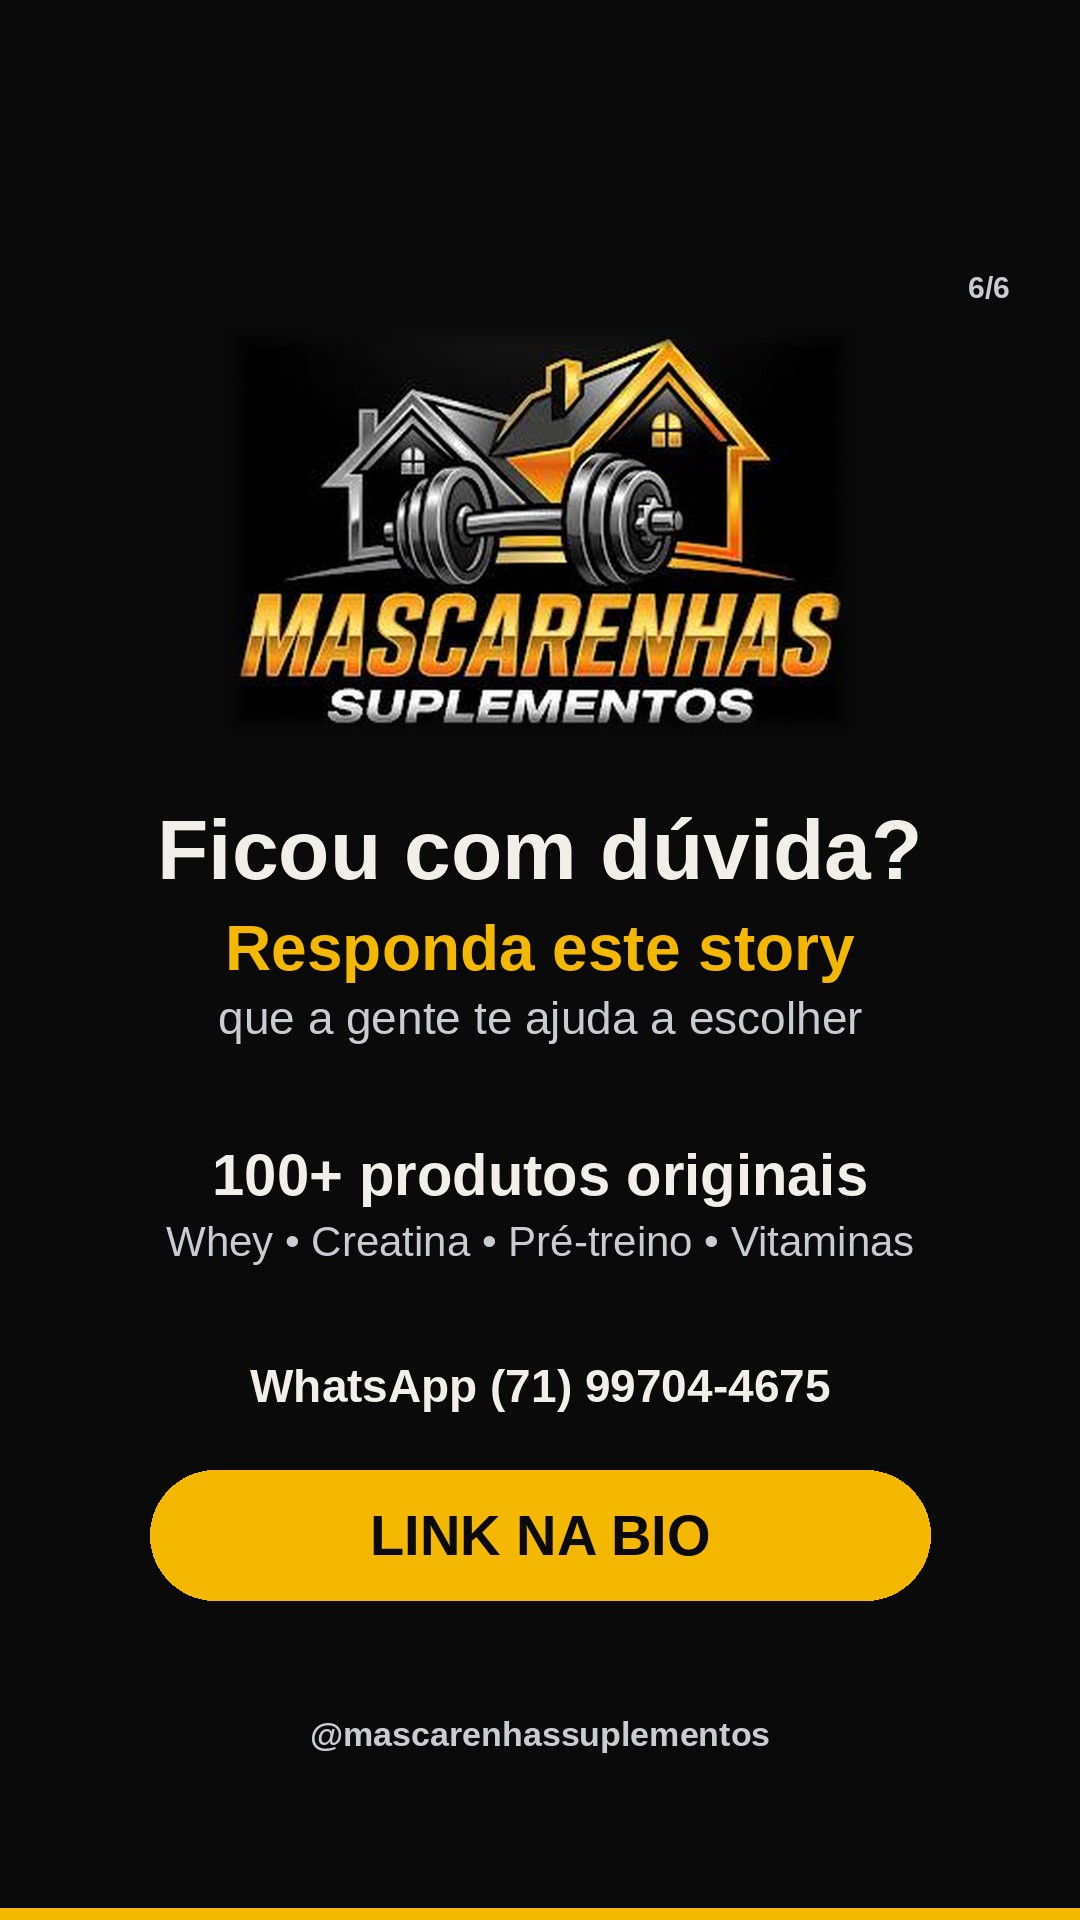 6/6
MASCARENHAS
SUPLEMENTOS
Ficou com dúvida?
Responda este story
que a gente te ajuda a escolher
100+ produtos originais
Whey • Creatina • Pré-treino • Vitaminas
WhatsApp (71) 99704-4675
LINK NA BIO
@mascarenhassuplementos